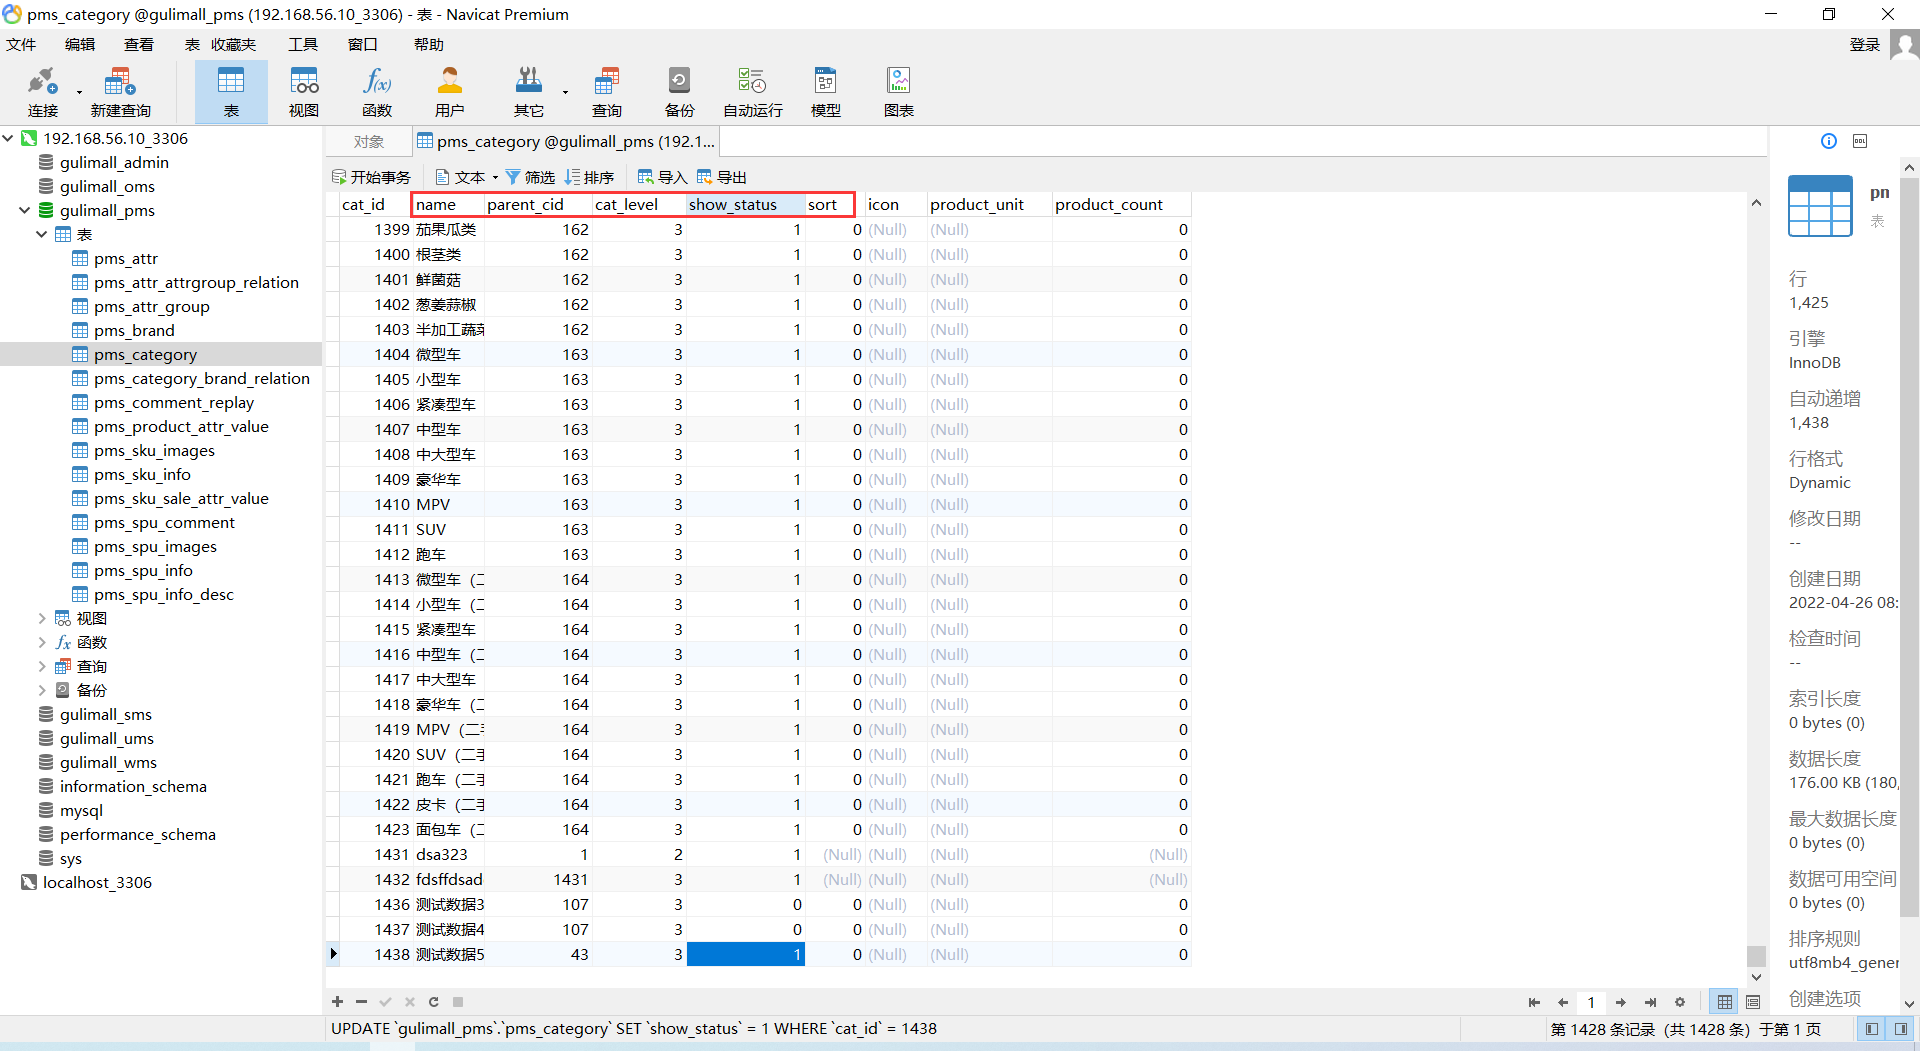 pms_category @gulimall_pms (192.168.56.10_3306) - 表 - Navicat Premium
文件 编辑 查看 表 收藏夹 工具 窗口 帮助 登录
连接 新建查询 表 视图 函数 用户 其它 查询 备份 自动运行 模型 图表
192.168.56.10_3306
gulimall_admin
gulimall_oms
gulimall_pms
表
pms_attr
pms_attr_attrgroup_relation
pms_attr_group
pms_brand
pms_category
pms_category_brand_relation
pms_comment_replay
pms_product_attr_value
pms_sku_images
pms_sku_info
pms_sku_sale_attr_value
pms_spu_comment
pms_spu_images
pms_spu_info
pms_spu_info_desc
视图
fx 函数
查询
备份
gulimall_sms
gulimall_ums
gulimall_wms
information_schema
mysql
performance_schema
sys
localhost_3306
对象 pms_category @gulimall_pms (192.1...
开始事务 文本 筛选 排序 导入 导出
cat_id name parent_cid cat_level show_status sort icon product_unit product_count
1399 茄果瓜类 162 3 1 0 (Null) (Null) 0
1400 根茎类 162 3 1 0 (Null) (Null) 0
1401 鲜菌菇 162 3 1 0 (Null) (Null) 0
1402 葱姜蒜椒 162 3 1 0 (Null) (Null) 0
1403 半加工蔬菜 162 3 1 0 (Null) (Null) 0
1404 微型车 163 3 1 0 (Null) (Null) 0
1405 小型车 163 3 1 0 (Null) (Null) 0
1406 紧凑型车 163 3 1 0 (Null) (Null) 0
1407 中型车 163 3 1 0 (Null) (Null) 0
1408 中大型车 163 3 1 0 (Null) (Null) 0
1409 豪华车 163 3 1 0 (Null) (Null) 0
1410 MPV 163 3 1 0 (Null) (Null) 0
1411 SUV 163 3 1 0 (Null) (Null) 0
1412 跑车 163 3 1 0 (Null) (Null) 0
1413 微型车（二 164 3 1 0 (Null) (Null) 0
1414 小型车（二 164 3 1 0 (Null) (Null) 0
1415 紧凑型车 164 3 1 0 (Null) (Null) 0
1416 中型车（二 164 3 1 0 (Null) (Null) 0
1417 中大型车 164 3 1 0 (Null) (Null) 0
1418 豪华车（二 164 3 1 0 (Null) (Null) 0
1419 MPV（二手 164 3 1 0 (Null) (Null) 0
1420 SUV（二手 164 3 1 0 (Null) (Null) 0
1421 跑车（二手 164 3 1 0 (Null) (Null) 0
1422 皮卡（二手 164 3 1 0 (Null) (Null) 0
1423 面包车（二 164 3 1 0 (Null) (Null) 0
1431 dsa323 1 2 1 (Null) (Null) (Null) (Null)
1432 fdsffdsad 1431 3 1 (Null) (Null) (Null) (Null)
1436 测试数据3 107 3 0 0 (Null) (Null) 0
1437 测试数据4 107 3 0 0 (Null) (Null) 0
1438 测试数据5 43 3 1 0 (Null) (Null) 0
1
UPDATE `gulimall_pms`.`pms_category` SET `show_status` = 1 WHERE `cat_id` = 1438
第 1428 条记录 (共 1428 条) 于第 1 页
pn
表
行
1,425
引擎
InnoDB
自动递增
1,438
行格式
Dynamic
修改日期
--
创建日期
2022-04-26 08:
检查时间
--
索引长度
0 bytes (0)
数据长度
176.00 KB (180,
最大数据长度
0 bytes (0)
数据可用空间
0 bytes (0)
排序规则
utf8mb4_gener
创建选项